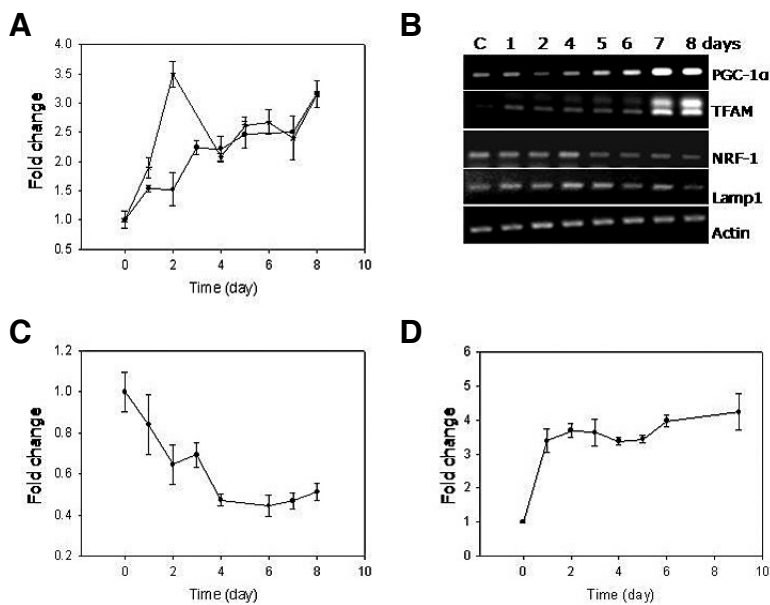 A
Fold change
4.0
3.5
3.0
2.5
2.0
1.5
1.0
0.5
0 2 4 6 8 10
Time (day)
B
C 1 2 4 5 6 7 8 days
PGC-1α
TFAM
NRF-1
Lamp1
Actin
C
Fold change
1.2
1.0
0.8
0.6
0.4
0.2
0 2 4 6 8 10
Time (day)
D
Fold change
6
5
4
3
2
1
0
0 2 4 6 8 10
Time (day)